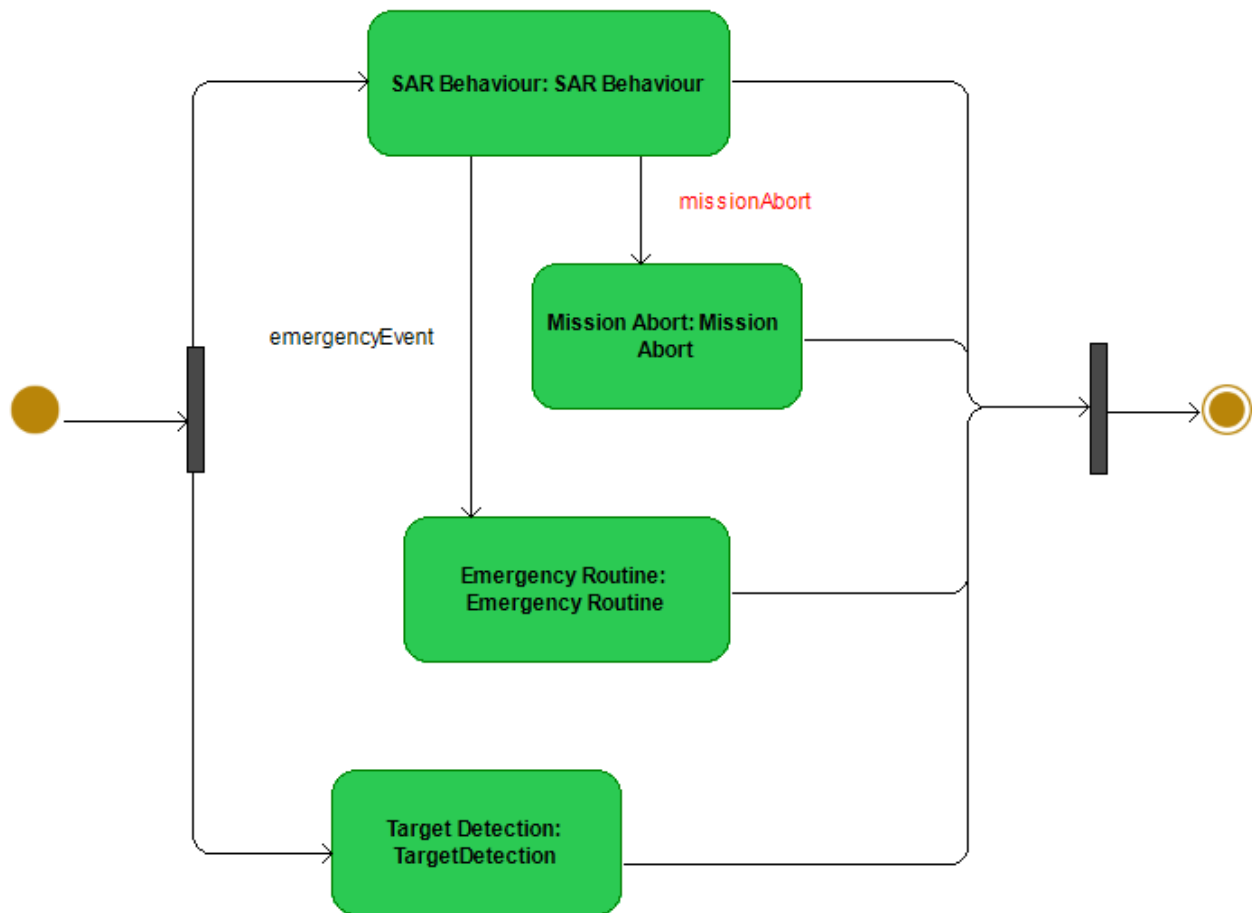 SAR Behaviour: SAR Behaviour
missionAbort
Mission Abort: Mission
Abort
emergencyEvent
Emergency Routine:
Emergency Routine
Target Detection:
TargetDetection